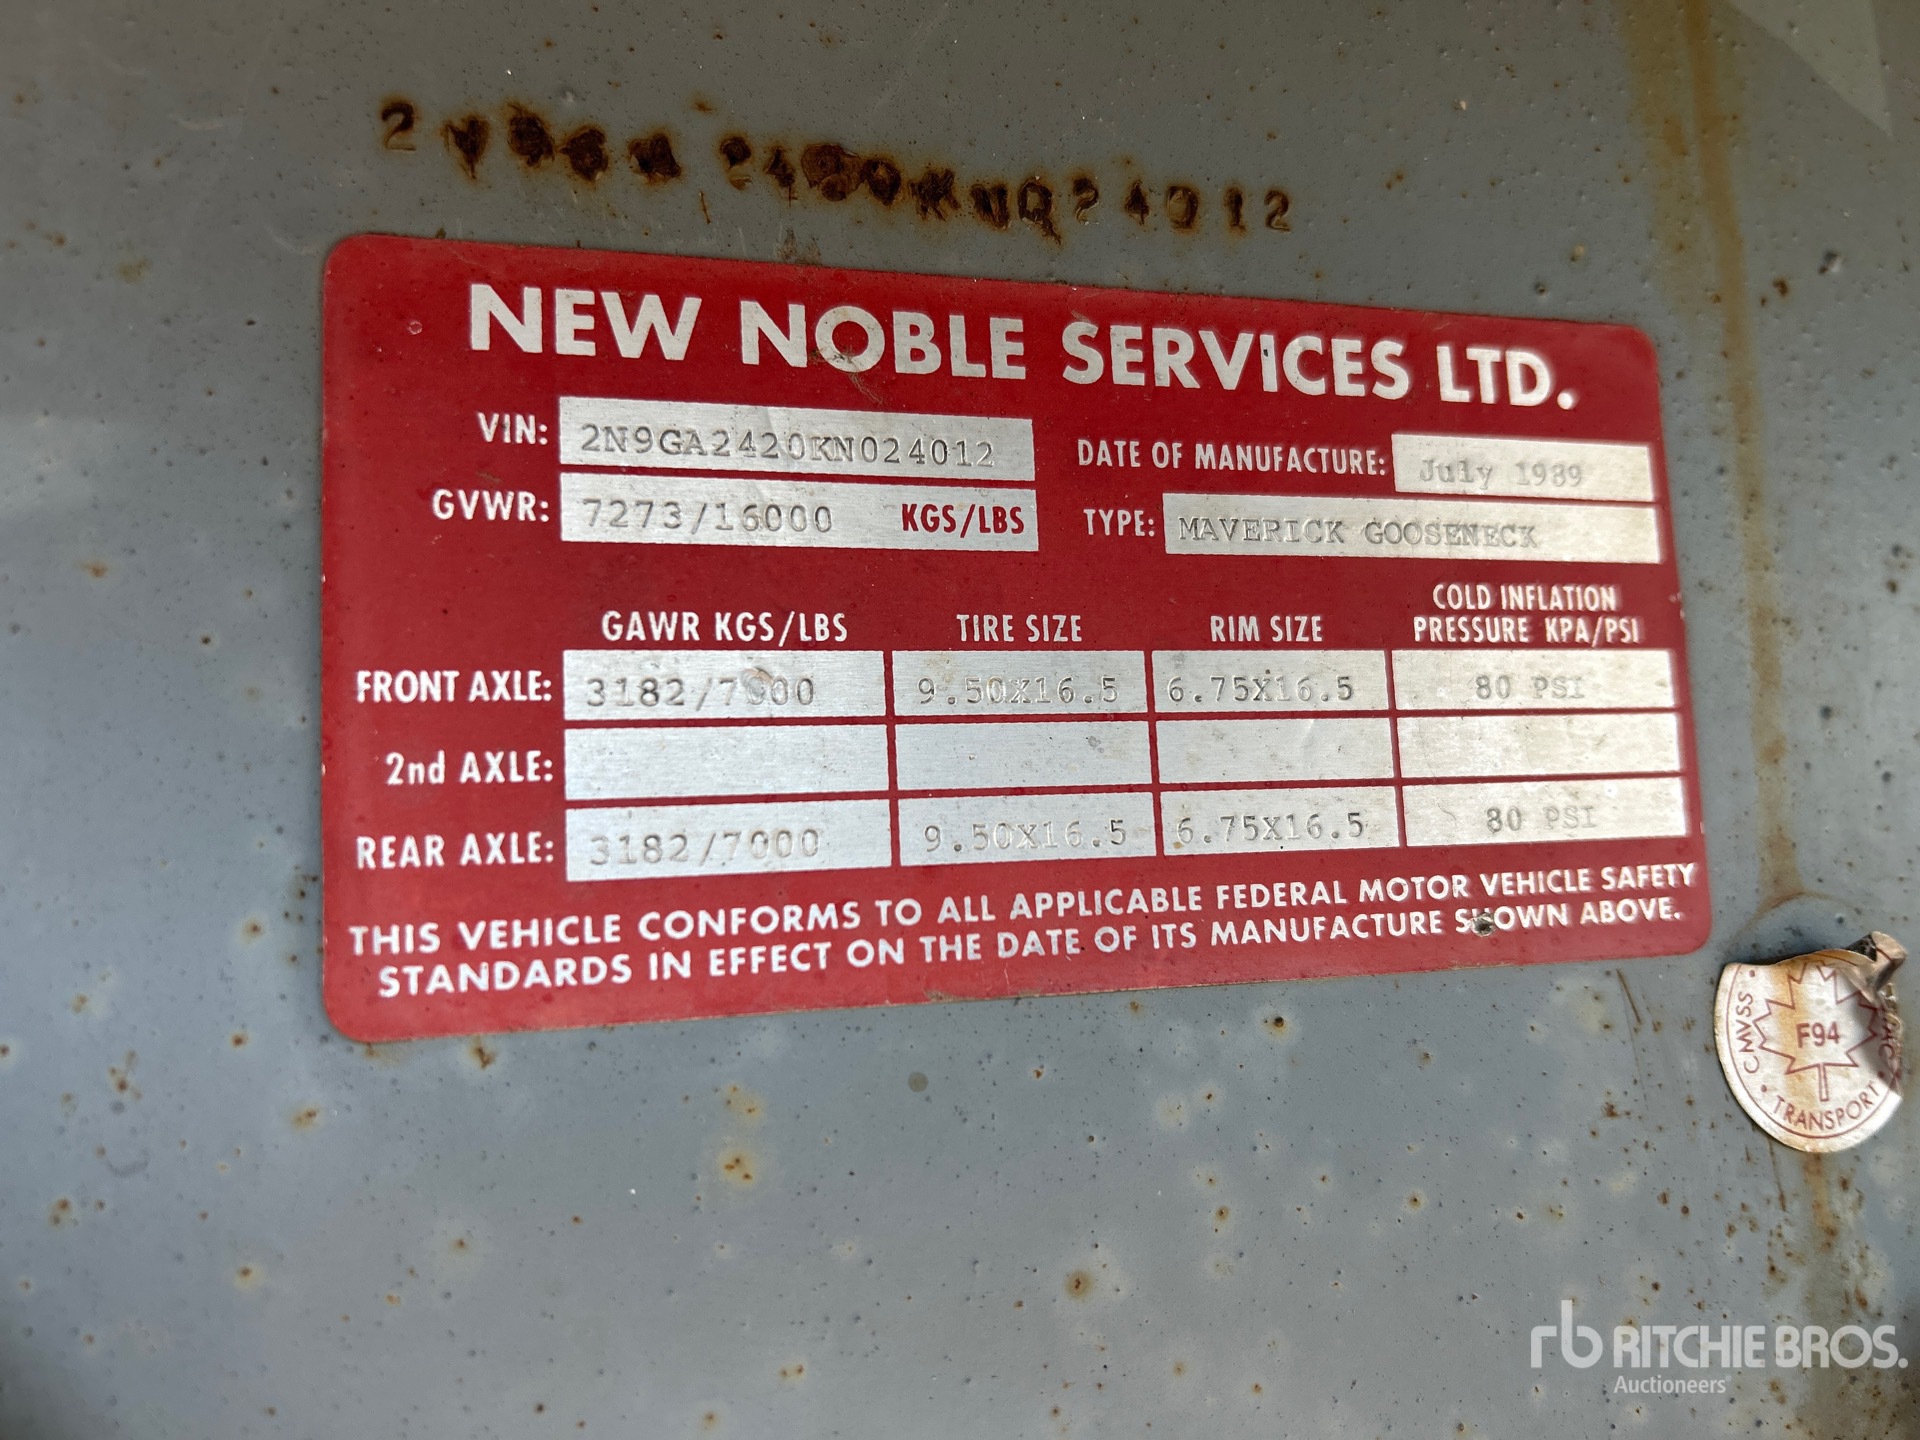 2N9GA2420KN024012
NEW NOBLE SERVICES LTD.
VIN: 2N9GA2420KN024012
DATE OF MANUFACTURE: July 1989
GVWR: 7273/16000 KGS/LBS
TYPE: MAVERICK GOOSENECK
GAWR KGS/LBS TIRE SIZE RIM SIZE COLD INFLATION PRESSURE KPA/PSI
FRONT AXLE: 3182/7000 9.50X16.5 6.75X16.5 80 PSI
2nd AXLE:
REAR AXLE: 3182/7000 9.50X16.5 6.75X16.5 80 PSI
THIS VEHICLE CONFORMS TO ALL APPLICABLE FEDERAL MOTOR VEHICLE SAFETY
STANDARDS IN EFFECT ON THE DATE OF ITS MANUFACTURE SHOWN ABOVE.
CMVSS
F94
TRANSPORT
rb RITCHIE BROS.
Auctioneers